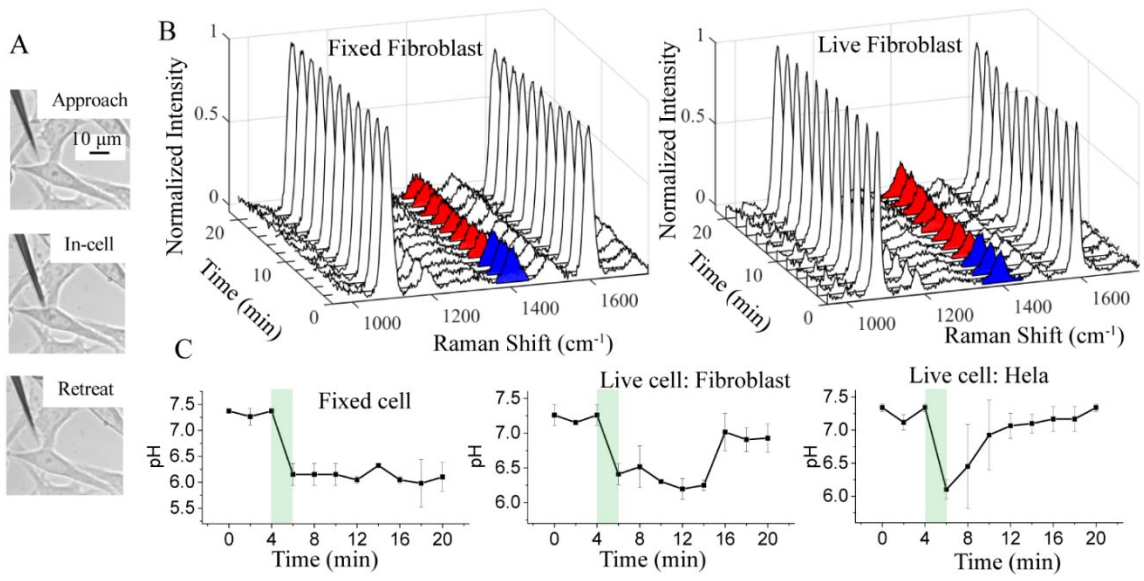 A
Approach
10 μm
In-cell
Retreat
B
Fixed Fibroblast
Normalized Intensity
1
0.5
0
20
10
0
Time (min)
1000
1200
1400
1600
Raman Shift (cm⁻¹)
Live Fibroblast
Normalized Intensity
1
0.5
0
20
10
0
Time (min)
1000
1200
1400
1600
Raman Shift (cm⁻¹)
C
Fixed cell
pH
7.5
7.0
6.5
6.0
5.5
0 4 8 12 16 20
Time (min)
Live cell: Fibroblast
pH
7.5
7.0
6.5
6.0
0 4 8 12 16 20
Time (min)
Live cell: Hela
pH
7.5
7.0
6.5
6.0
0 4 8 12 16 20
Time (min)